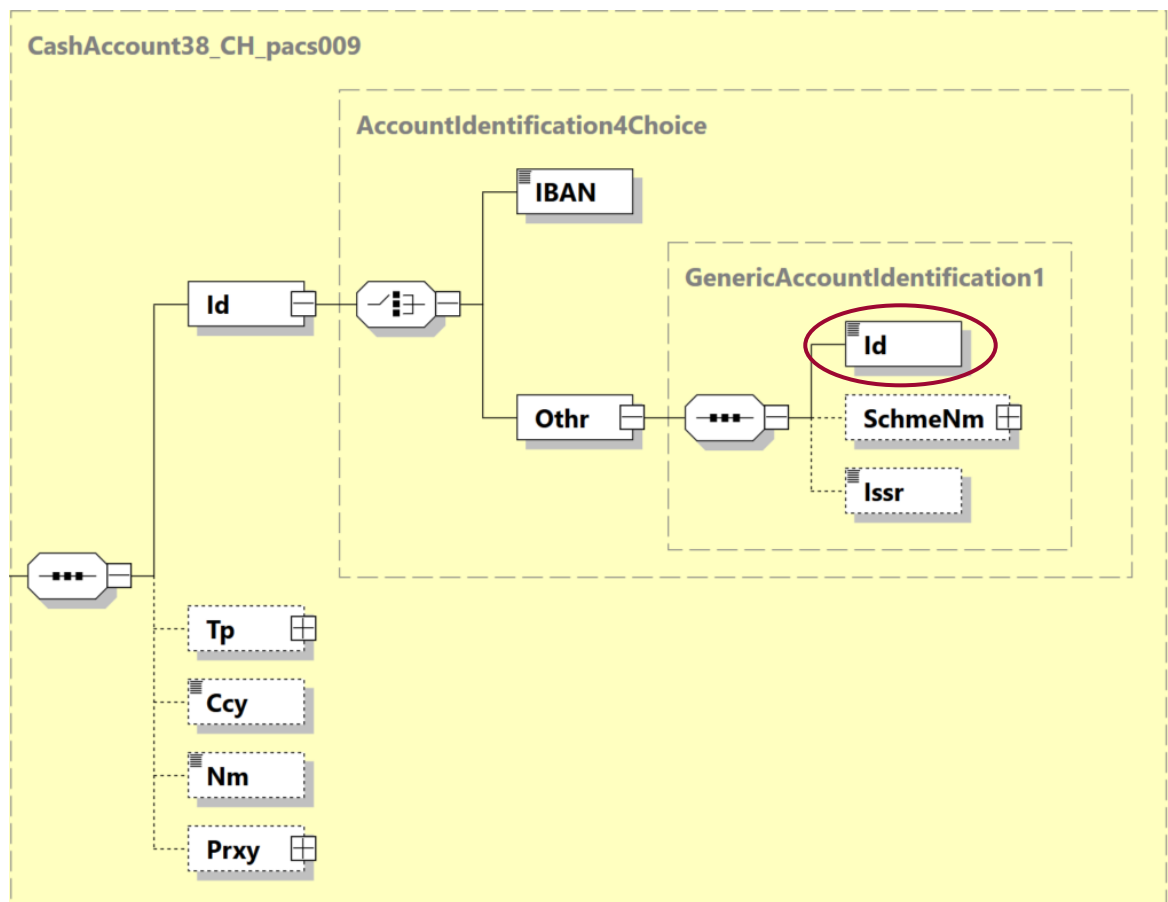 CashAccount38_CH_pacs009
AccountIdentification4Choice
IBAN
GenericAccountIdentification1
Id
Id
Othr
SchmeNm
Issr
Tp
Ccy
Nm
Prxy